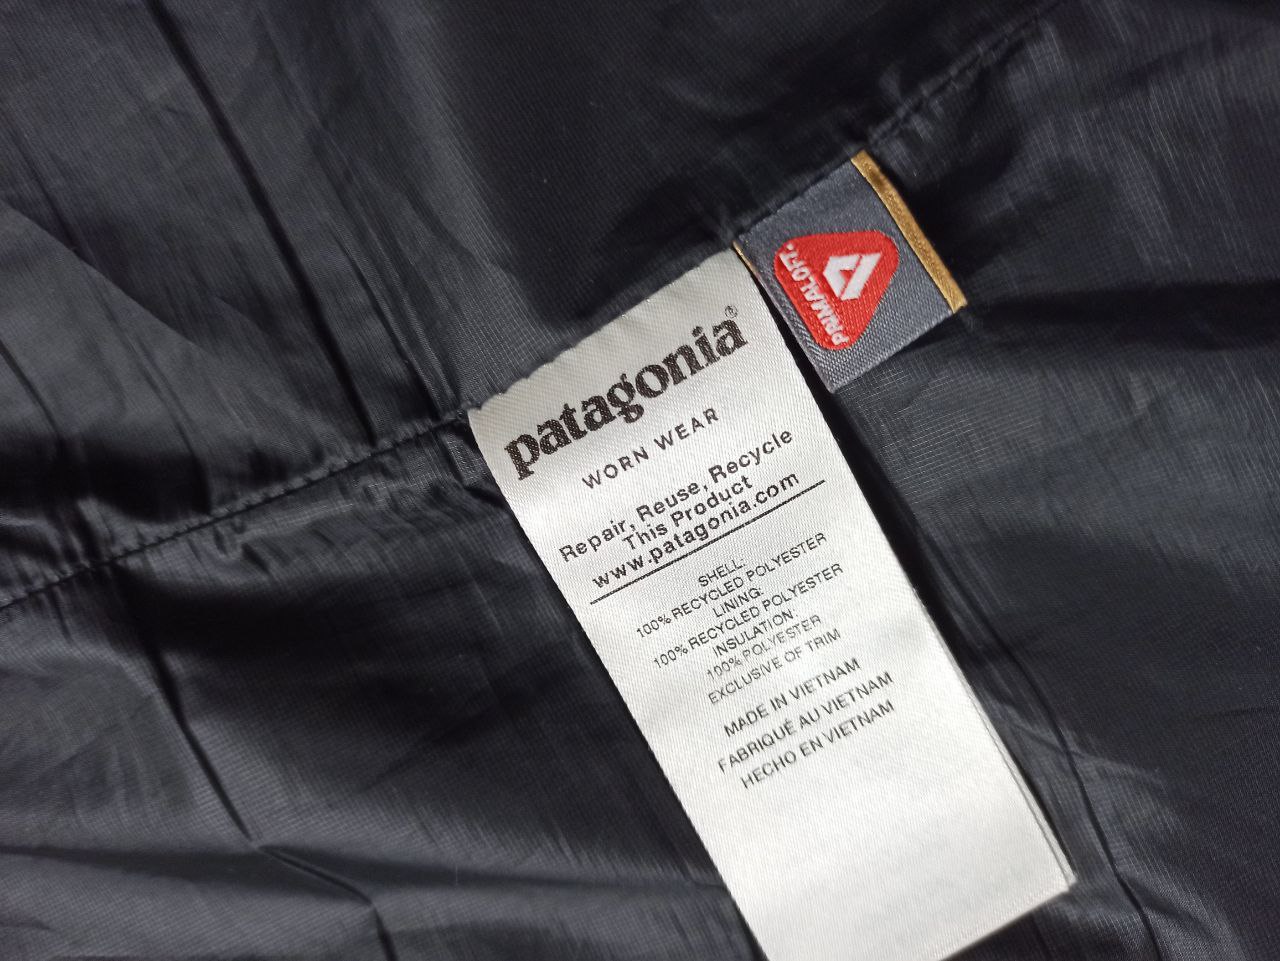 patagonia®
WORN WEAR
Repair, Reuse, Recycle
This Product
www.patagonia.com
SHELL:
100% RECYCLED POLYESTER
LINING:
100% RECYCLED POLYESTER
INSULATION:
100% POLYESTER
EXCLUSIVE OF TRIM
MADE IN VIETNAM
FABRIQUÉ AU VIETNAM
HECHO EN VIETNAM
PRIMALOFT.